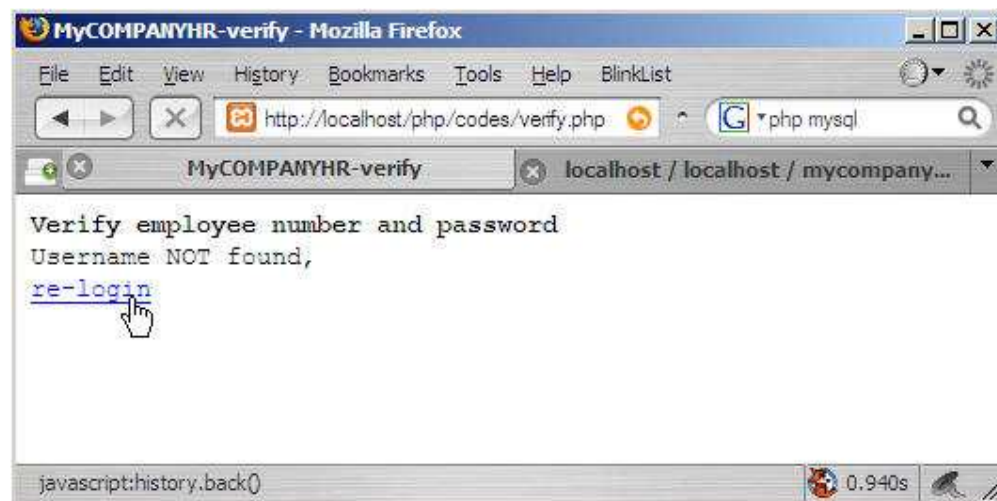 MyCOMPANYHR-verify - Mozilla Firefox
File Edit View History Bookmarks Tools Help BlinkList
http://localhost/php/codes/verify.php G php mysql
MyCOMPANYHR-verify localhost / localhost / mycompany...
Verify employee number and password
Username NOT found,
re-login
javascript:history.back() 0.940s